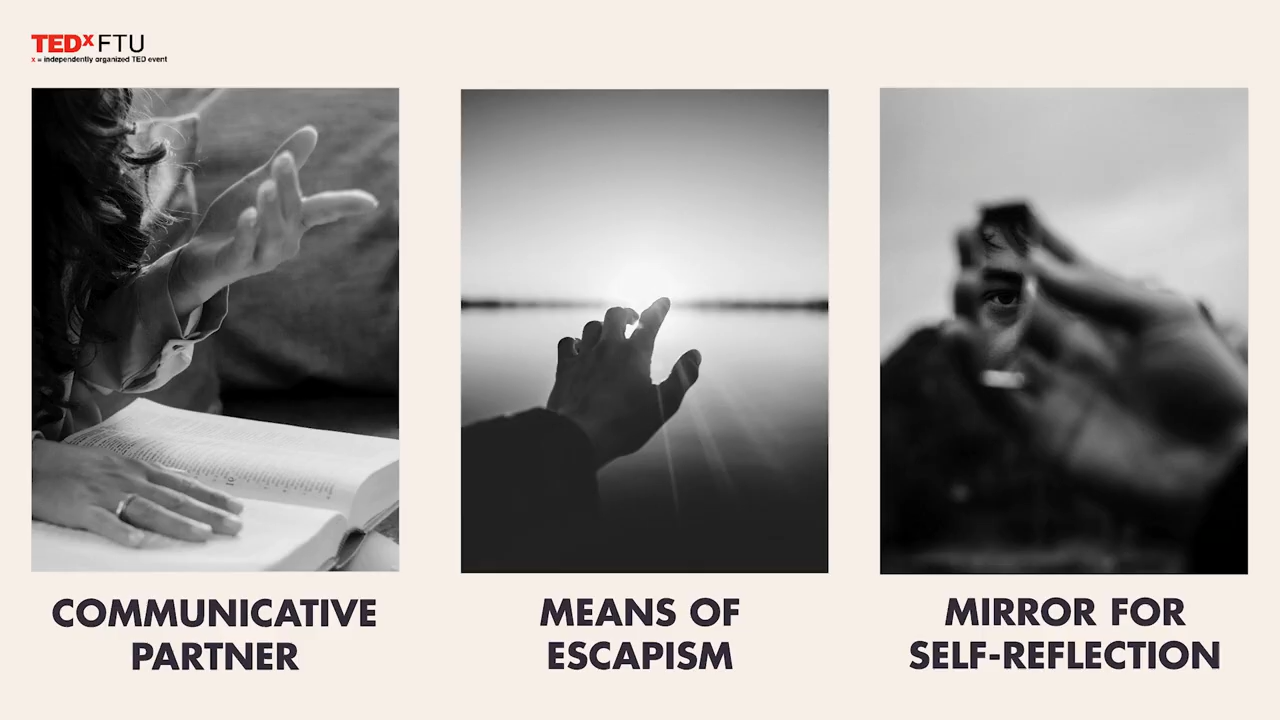 TEDxFTU
x = independently organized TED event
COMMUNICATIVE
PARTNER
MEANS OF
ESCAPISM
MIRROR FOR
SELF-REFLECTION